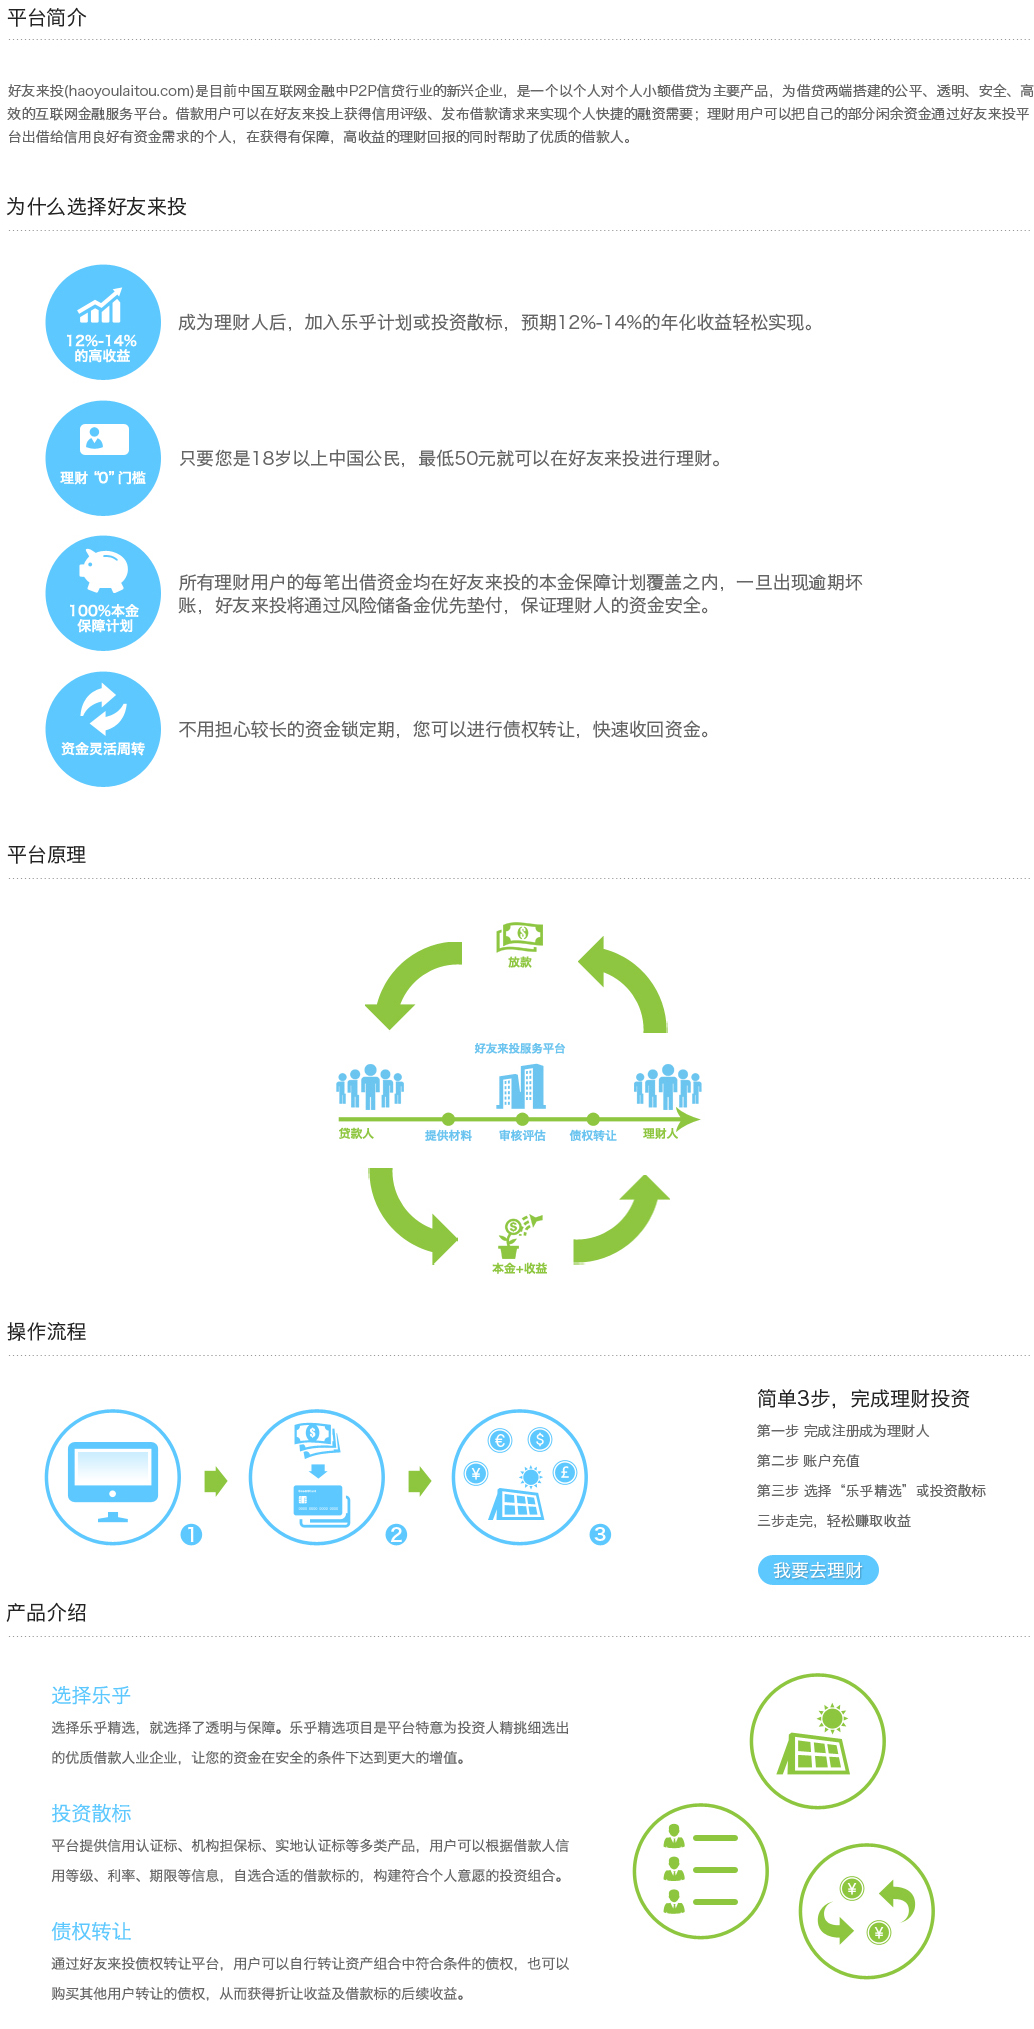 平台简介
好友来投(haoyoulaitou.com)是目前中国互联网金融中P2P信贷行业的新兴企业，是一个以个人对个人小额借贷为主要产品，为借贷两端搭建的公平、透明、安全、高
效的互联网金融服务平台。借款用户可以在好友来投上获得信用评级、发布借款请求来实现个人快捷的融资需要；理财用户可以把自己的部分闲余资金通过好友来投平
台出借给信用良好有资金需求的个人，在获得有保障，高收益的理财回报的同时帮助了优质的借款人。
为什么选择好友来投
12%-14%
的高收益
成为理财人后，加入乐乎计划或投资散标，预期12%-14%的年化收益轻松实现。
理财“0”门槛
只要您是18岁以上中国公民，最低50元就可以在好友来投进行理财。
100%本金
保障计划
所有理财用户的每笔出借资金均在好友来投的本金保障计划覆盖之内，一旦出现逾期坏
账，好友来投将通过风险储备金优先垫付，保证理财人的资金安全。
资金灵活周转
不用担心较长的资金锁定期，您可以进行债权转让，快速收回资金。
平台原理
放款
好友来投服务平台
贷款人
提供材料
审核评估
债权转让
理财人
本金+收益
操作流程
1
2
3
简单3步，完成理财投资
第一步 完成注册成为理财人
第二步 账户充值
第三步 选择“乐乎精选”或投资散标
三步走完，轻松赚取收益
我要去理财
产品介绍
选择乐乎
选择乐乎精选，就选择了透明与保障。乐乎精选项目是平台特意为投资人精挑细选出
的优质借款人业企业，让您的资金在安全的条件下达到更大的增值。
投资散标
平台提供信用认证标、机构担保标、实地认证标等多类产品，用户可以根据借款人信
用等级、利率、期限等信息，自选合适的借款标的，构建符合个人意愿的投资组合。
债权转让
通过好友来投债权转让平台，用户可以自行转让资产组合中符合条件的债权，也可以
购买其他用户转让的债权，从而获得折让收益及借款标的后续收益。